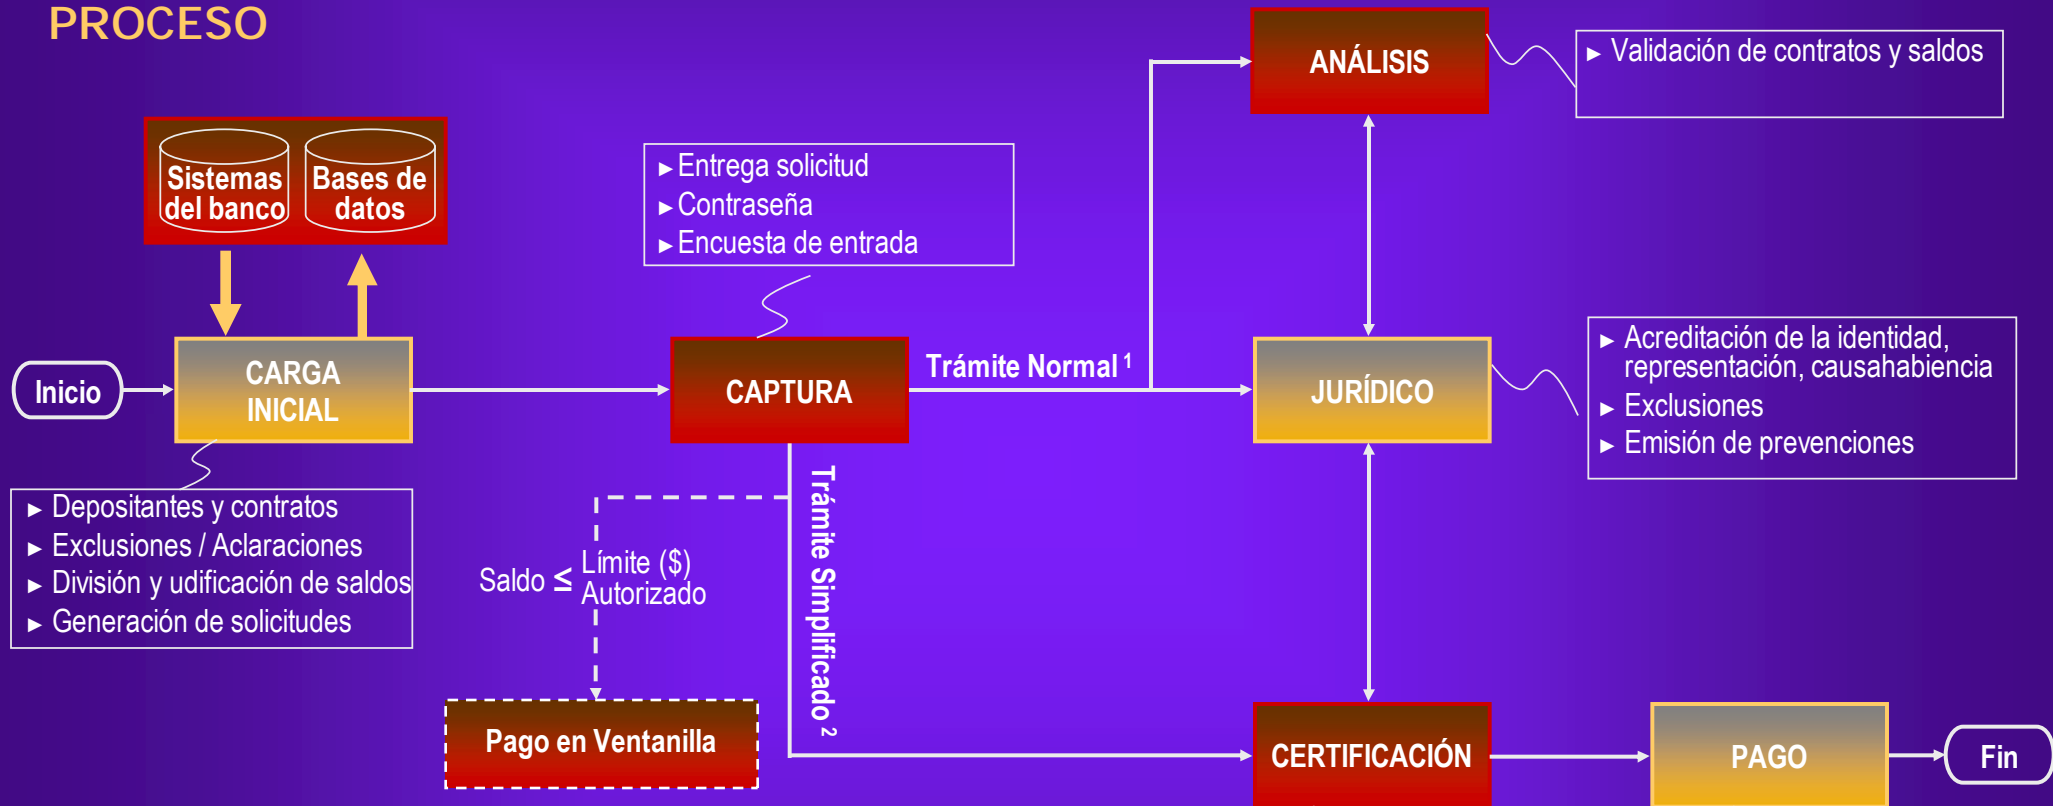 PROCESO
ANÁLISIS
► Validación de contratos y saldos
Sistemas
del banco
Bases de
datos
► Entrega solicitud
► Contraseña
► Encuesta de entrada
Inicio
CARGA
INICIAL
CAPTURA
Trámite Normal 1
JURÍDICO
► Acreditación de la identidad,
representación, causahabiencia
► Exclusiones
► Emisión de prevenciones
► Depositantes y contratos
► Exclusiones / Aclaraciones
► División y udificación de saldos
► Generación de solicitudes
Saldo ≤ Límite ($)
Autorizado
Trámite Simplificado 2
Pago en Ventanilla
CERTIFICACIÓN
PAGO
Fin